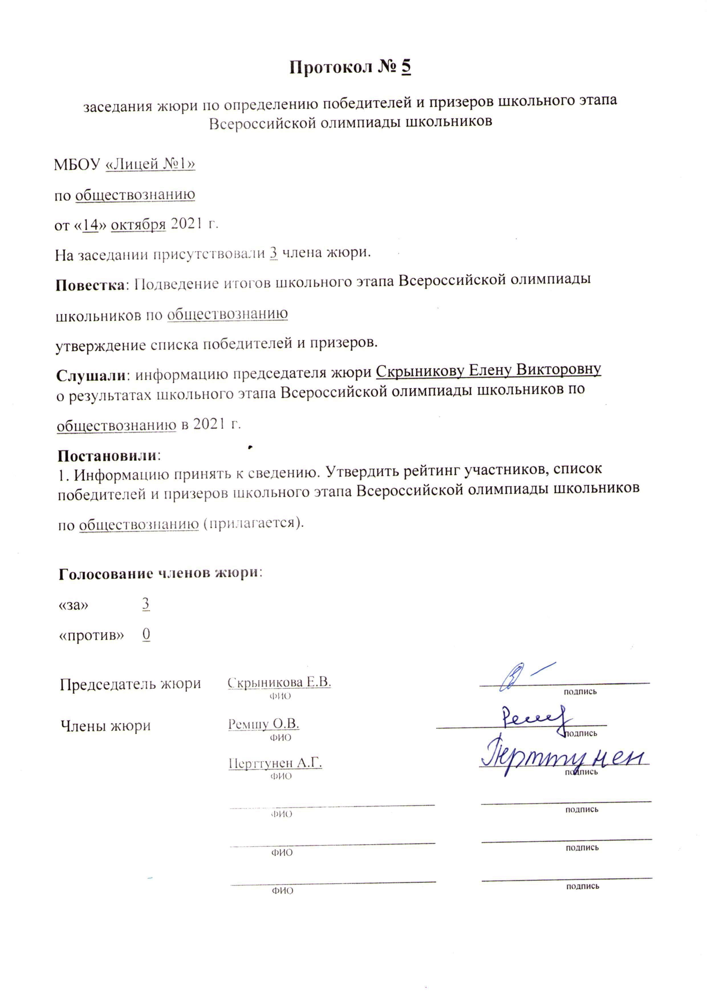 Протокол № 5
заседания жюри по определению победителей и призеров школьного этапа
Всероссийской олимпиады школьников
МБОУ «Лицей №1»
по обществознанию
от «14» октября 2021 г.
На заседании присутствовали 3 члена жюри.
Повестка: Подведение итогов школьного этапа Всероссийской олимпиады
школьников по обществознанию
утверждение списка победителей и призеров.
Слушали: информацию председателя жюри Скрыникову Елену Викторовну
о результатах школьного этапа Всероссийской олимпиады школьников по
обществознанию в 2021 г.
Постановили:
1. Информацию принять к сведению. Утвердить рейтинг участников, список
победителей и призеров школьного этапа Всероссийской олимпиады школьников
по обществознанию (прилагается).
Голосование членов жюри:
«за» 3
«против» 0
Председатель жюри Скрыникова Е.В.
ФИО подпись
Члены жюри Ремшу О.В.
ФИО подпись
Перттунен А.Г. Перттунен
ФИО подпись
ФИО подпись
ФИО подпись
ФИО подпись